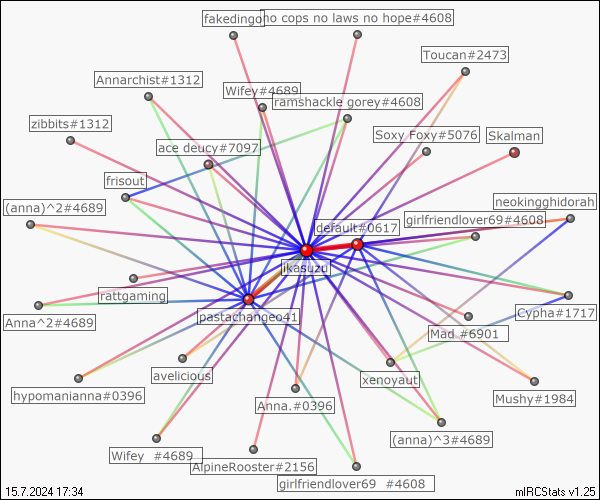 fakedingo
no cops no laws no hope#4608
Toucan#2473
Annarchist#1312
Wifey#4689
ramshackle gorey#4608
zibbits#1312
ace deucy#7097
Soxy Foxy#5076
Skalman
frisout
neokingghidorah
(anna)^2#4689
default#0617
girlfriendlover69#4608
jkasuzu
rattgaming
Cypha#1717
Anna^2#4689
pastachangeo41
Mad #6901
avelicious
xenoyaut
hypomanianna#0396
Anna.#0396
Mushy#1984
(anna)^3#4689
Wifey #4689
AlpineRooster#2156
girlfriendlover69 #4608
15.7.2024 17:34
mIRCStats v1.25